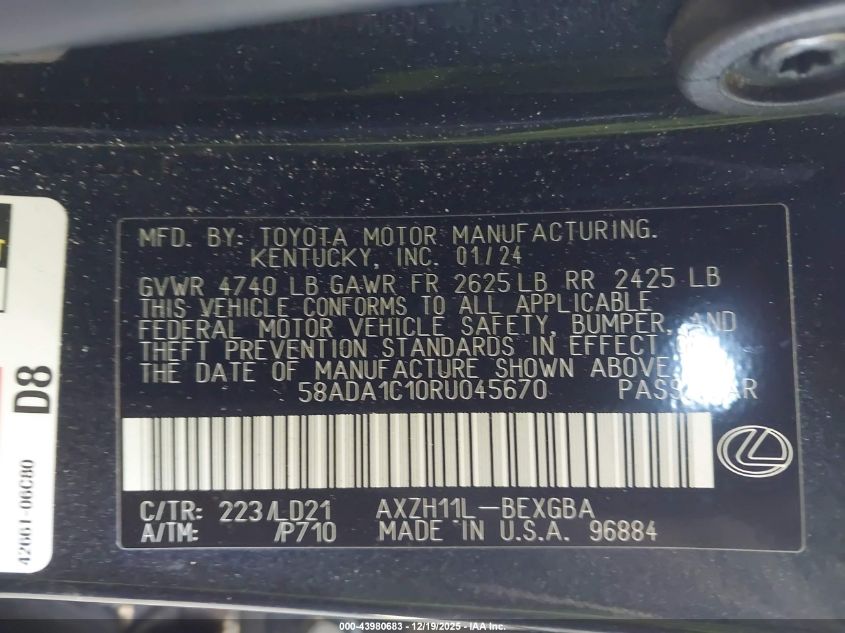 MFD. BY: TOYOTA MOTOR MANUFACTURING.
KENTUCKY, INC. 01/24
GVWR 4740 LB GAWR FR 2625 LB RR 2425 LB
THIS VEHICLE CONFORMS TO ALL APPLICABLE
FEDERAL MOTOR VEHICLE SAFETY, BUMPER, AND
THEFT PREVENTION STANDARDS IN EFFECT
THE DATE OF MANUFACTURE SHOWN ABOVE.
58ADA1C10RU045670 PASS CAR
C/TR: 223/LD21 AXZH11L-BEXGBA
A/TM: /P710 MADE IN U.S.A. 96884
D8
42661-06C80
000-43980683 | 12/19/2025 - IAA Inc.